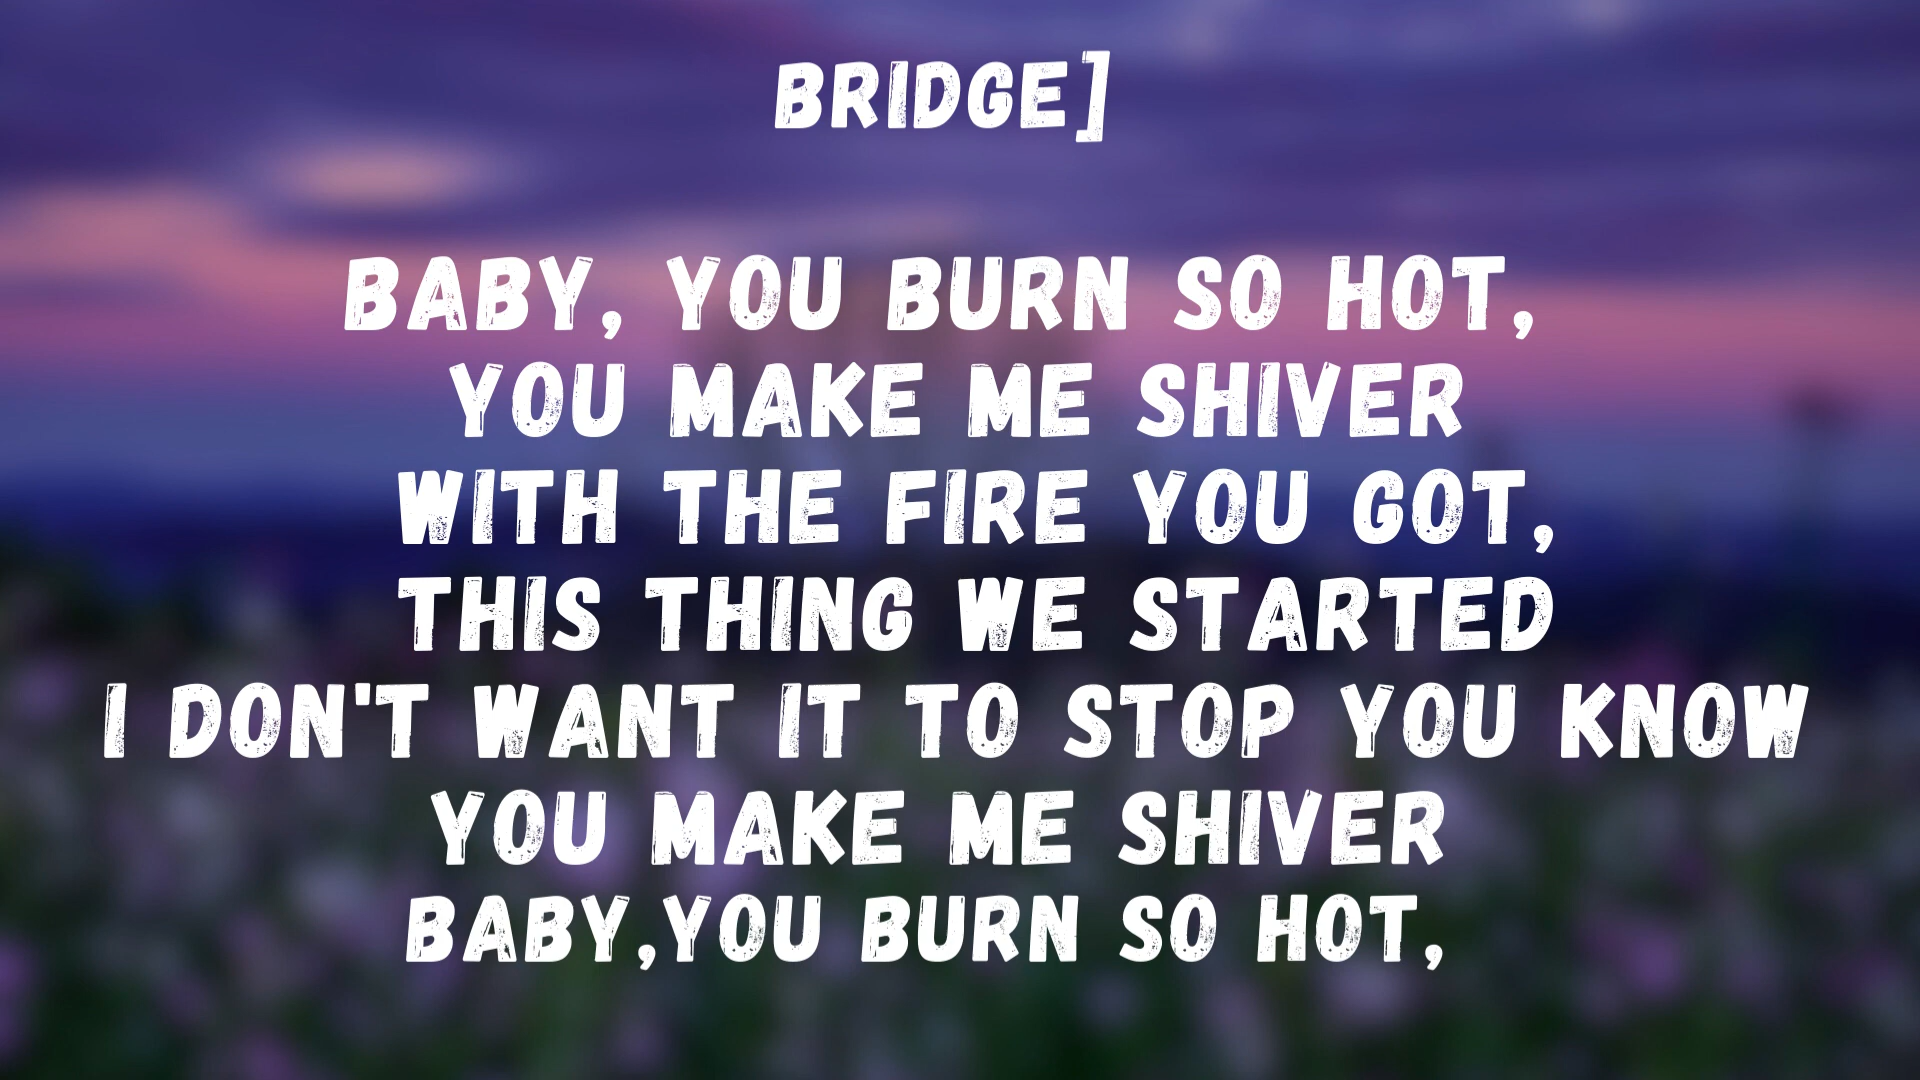 BRIDGE]
BABY, YOU BURN SO HOT,
YOU MAKE ME SHIVER
WITH THE FIRE YOU GOT,
THIS THING WE STARTED
I DON'T WANT IT TO STOP YOU KNOW
YOU MAKE ME SHIVER
BABY,YOU BURN SO HOT,